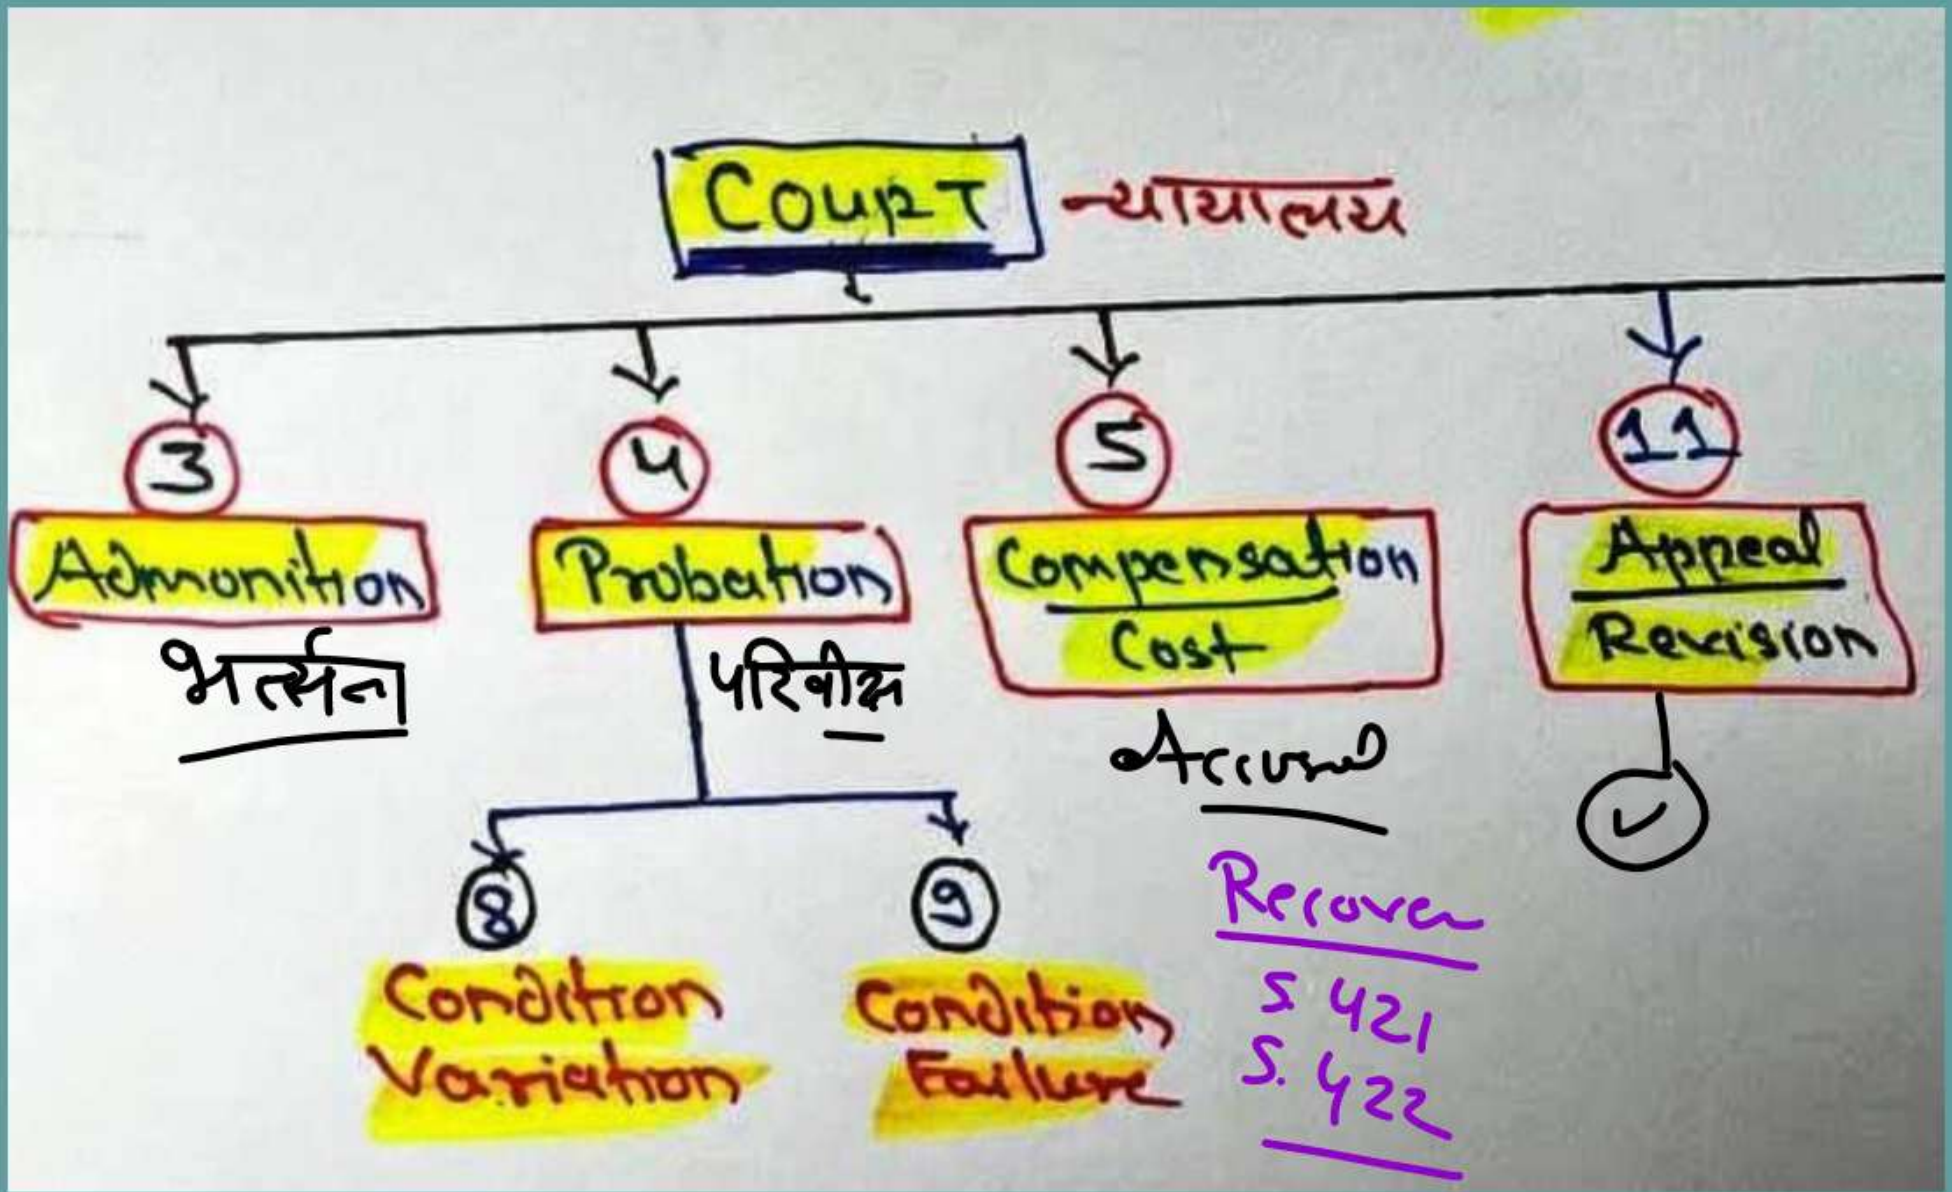 Court न्यायालय
3 4 5 11
Admonition Probation Compensation Appeal
Cost Revision
भर्त्सना परिवीक्षा Accused
8 9
Recover
Condition Condition
Variation Failure
S. 421
S. 422